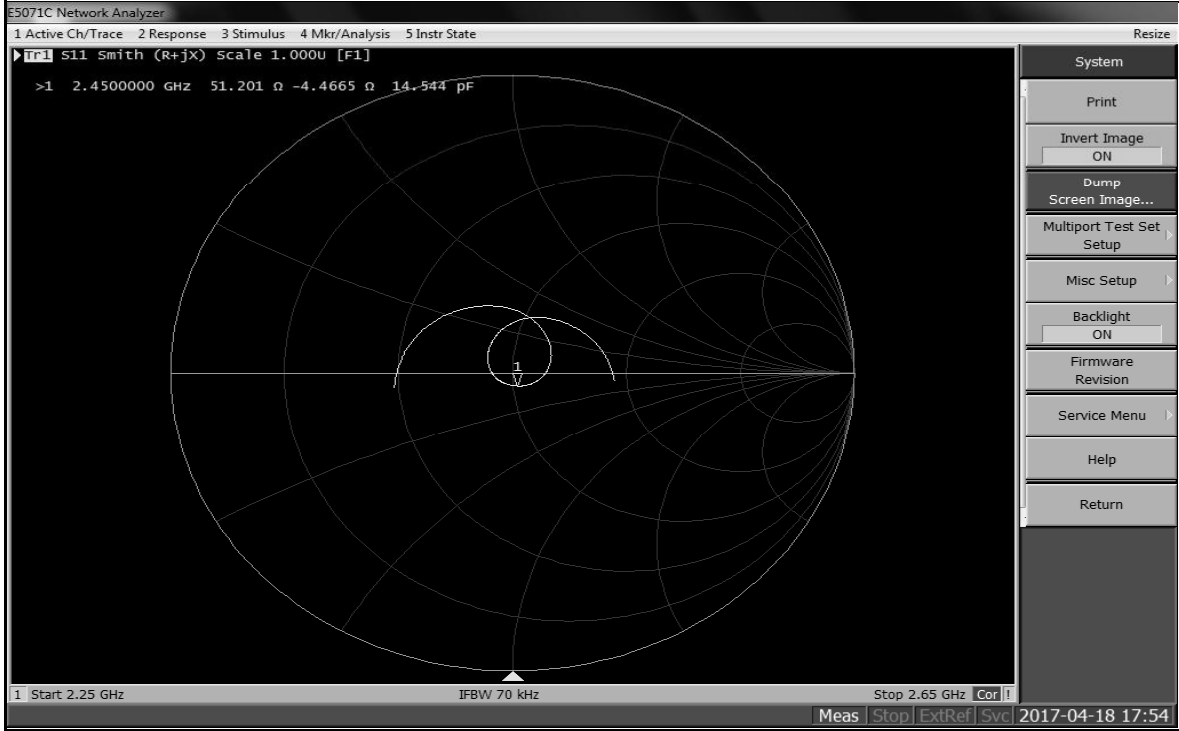 E5071C Network Analyzer
1 Active Ch/Trace 2 Response 3 Stimulus 4 Mkr/Analysis 5 Instr State Resize
Tr1 S11 Smith (R+jX) Scale 1.000U [F1]
>1 2.4500000 GHz 51.201 Ω -4.4665 Ω 14.544 pF
1
System
Print
Invert Image
ON
Dump
Screen Image...
Multiport Test Set
Setup
Misc Setup
Backlight
ON
Firmware
Revision
Service Menu
Help
Return
1 Start 2.25 GHz IFBW 70 kHz Stop 2.65 GHz Cor !
Meas Stop ExtRef Svc 2017-04-18 17:54